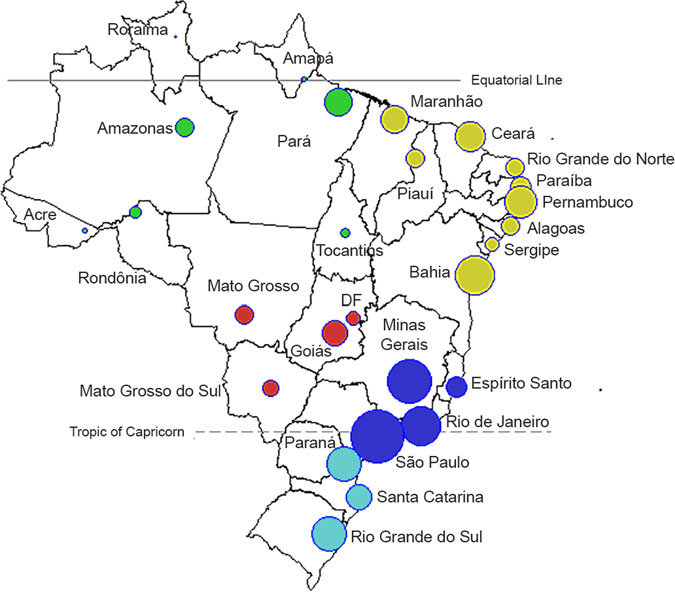 Roraima
Amapá
Equatorial LIne
Maranhão
Amazonas
Pará
Ceará
Rio Grande do Norte
Paraíba
Piauí
Pernambuco
Acre
Alagoas
Tocantins
Sergipe
Rondônia
Bahia
Mato Grosso
DF
Minas
Gerais
Goiás
Mato Grosso do Sul
Espírito Santo
Rio de Janeiro
Tropic of Capricorn
Paraná
São Paulo
Santa Catarina
Rio Grande do Sul